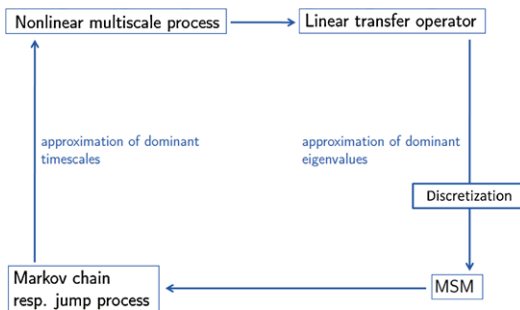 Nonlinear multiscale process
Linear transfer operator
approximation of dominant
timescales
approximation of dominant
eigenvalues
Discretization
Markov chain
resp. jump process
MSM